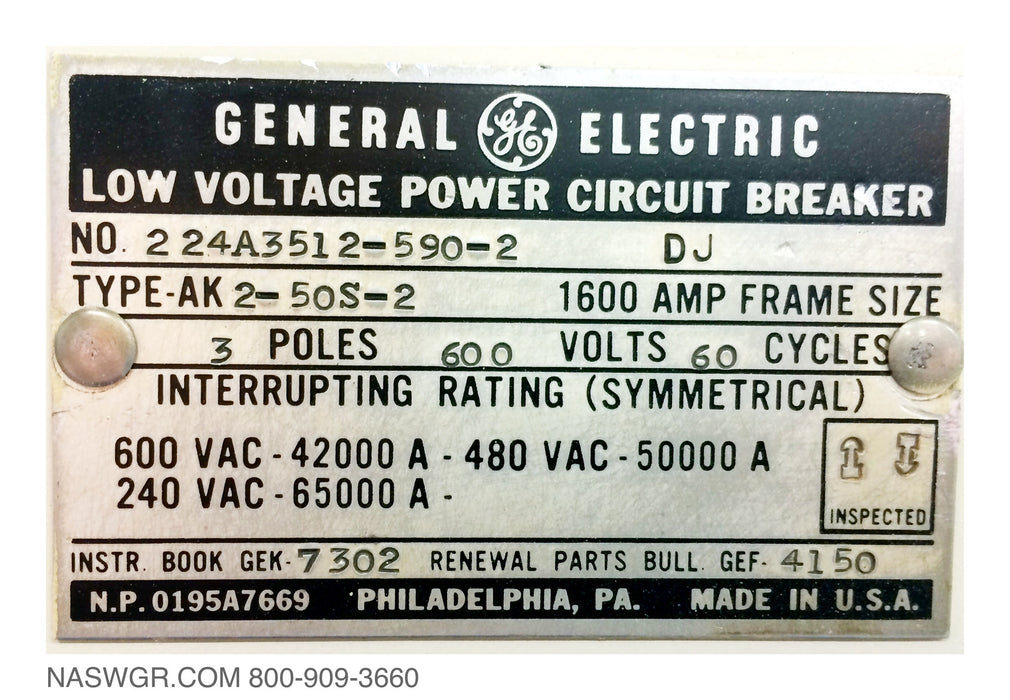 GENERAL GE ELECTRIC
LOW VOLTAGE POWER CIRCUIT BREAKER
NO. 224A3512-590-2 DJ
TYPE-AK 2-50S-2 1600 AMP FRAME SIZE
3 POLES 600 VOLTS 60 CYCLES
INTERRUPTING RATING (SYMMETRICAL)
600 VAC - 42000 A - 480 VAC - 50000 A
240 VAC - 65000 A -
INSPECTED
INSTR. BOOK GEK-7302 RENEWAL PARTS BULL. GEF- 4150
N.P. 0195A7669 PHILADELPHIA, PA. MADE IN U.S.A.
NASWGR.COM 800-909-3660